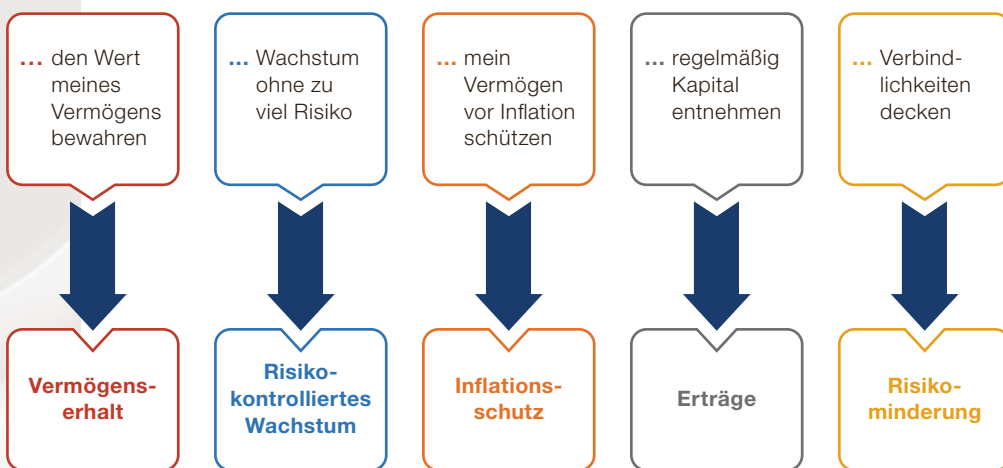 ... den Wert
meines
Vermögens
bewahren
... Wachstum
ohne zu
viel Risiko
... mein
Vermögen
vor Inflation
schützen
... regelmäßig
Kapital
entnehmen
... Verbind-
lichkeiten
decken
Vermögens-
erhalt
Risiko-
kontrolliertes
Wachstum
Inflations-
schutz
Erträge
Risiko-
minderung